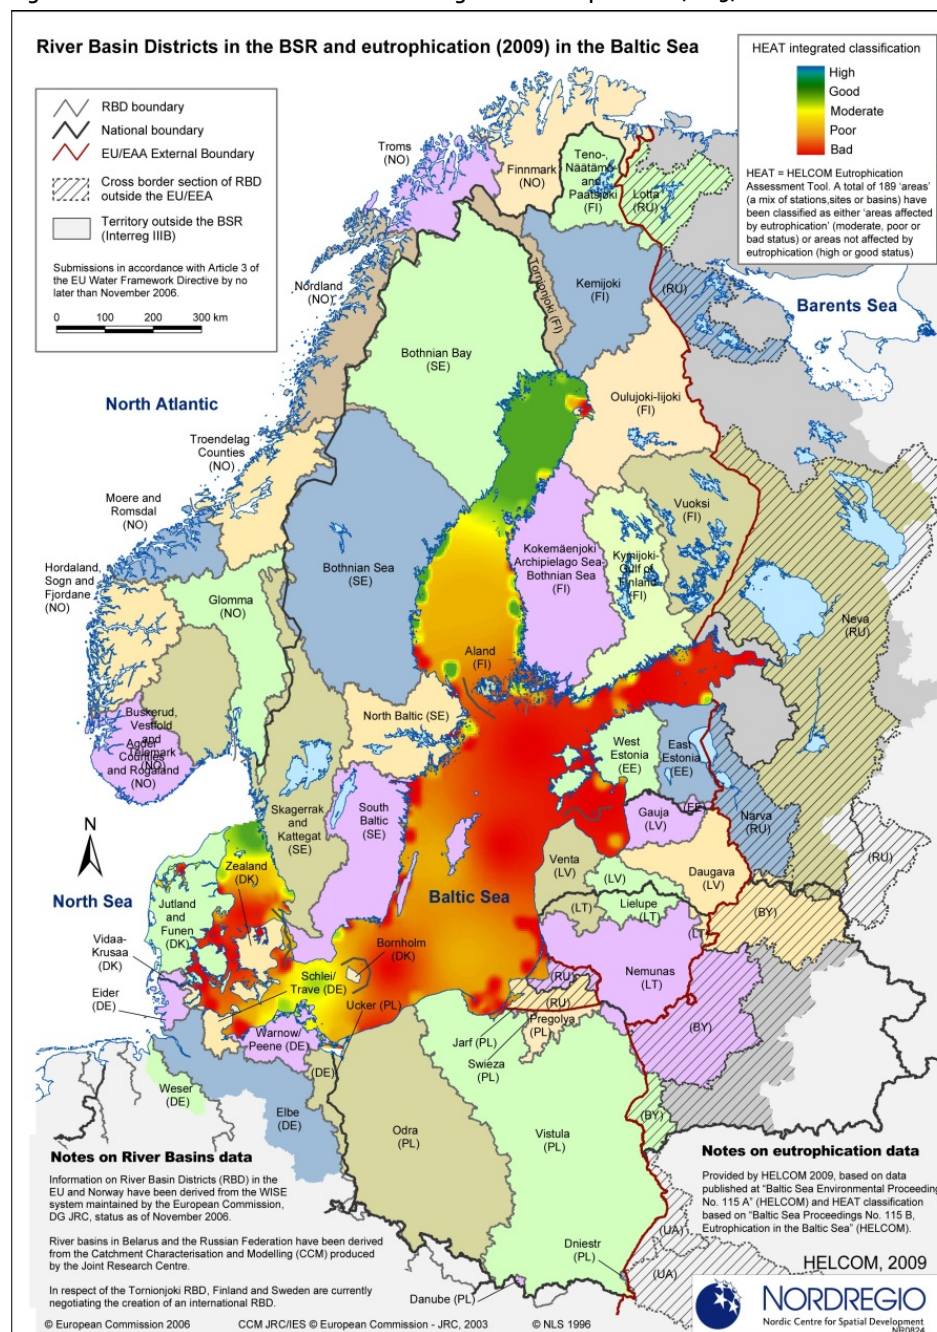 River Basin Districts in the BSR and eutrophication (2009) in the Baltic Sea
RBD boundary
National boundary
EU/EAA External Boundary
Cross border section of RBD
outside the EU/EEA
Territory outside the BSR
(Interreg IIIB)
Submissions in accordance with Article 3 of
the EU Water Framework Directive by no
later than November 2006.
0 100 200 300 km
HEAT integrated classification
High
Good
Moderate
Poor
Bad
HEAT = HELCOM Eutrophication
Assessment Tool. A total of 189 'areas'
(a mix of stations,sites or basins) have
been classified as either 'areas affected
by eutrophication' (moderate, poor or
bad status) or areas not affected by
eutrophication (high or good status)
Troms
(NO)
Finnmark
(NO)
Teno-
Näätämö-
and
Paatsjoki
(FI)
Lotta
(RU)
Nordland
(NO)
Tornionjoki (FI)
Kemijoki
(FI)
(RU)
Barents Sea
Bothnian Bay
(SE)
North Atlantic
Oulujoki-Iijoki
(FI)
Troendelag
Counties
(NO)
Moere and
Romsdal
(NO)
Vuoksi
(FI)
Hordaland,
Sogn and
Fjordane
(NO)
Bothnian Sea
(SE)
Kokemäenjoki
Archipielago Sea-
Bothnian Sea
(FI)
Kymijoki-
Gulf of
Finland
(FI)
Glomma
(NO)
Neva
(RU)
Aland
(FI)
North Baltic (SE)
Buskerud,
Vestfold
and
Telemark
(NO)
Agder
Counties
and Rogaland
(NO)
West
Estonia
(EE)
East
Estonia
(EE)
Skagerrak
and
Kattegat
(SE)
South
Baltic
(SE)
(EE)
Gauja
(LV)
Narva
(RU)
N
Zealand
(DK)
Venta
(LV)
(LV)
Daugava
(LV)
(RU)
North Sea
Jutland
and
Funen
(DK)
Baltic Sea
(LT)
Lielupe
(LT)
(BY)
(LT)
Vidaa-
Krusaa
(DK)
Bornholm
(DK)
Eider
(DE)
Schlei/
Trave (DE)
Ucker (PL)
(RU)
Nemunas
(LT)
(RU)
Pregolya
(PL)
Jarf (PL)
Swieza
(PL)
(BY)
Warnow/
Peene (DE)
(DE)
Weser
(DE)
Elbe
(DE)
Odra
(PL)
Vistula
(PL)
(BY)
Notes on River Basins data
Information on River Basin Districts (RBD) in the
EU and Norway have been derived from the WISE
system maintained by the European Commission,
DG JRC, status as of November 2006.
River basins in Belarus and the Russian Federation have been derived
from the Catchment Characterisation and Modelling (CCM) produced
by the Joint Research Centre.
In respect of the Tornionjoki RBD, Finland and Sweden are currently
negotiating the creation of an international RBD.
Notes on eutrophication data
Provided by HELCOM 2009, based on data
published at "Baltic Sea Environmental Proceeding
No. 115 A" (HELCOM) and HEAT classification
based on "Baltic Sea Proceedings No. 115 B,
Eutrophication in the Baltic Sea" (HELCOM).
Dniestr
(PL)
(UA)
(UA)
Danube (PL)
HELCOM, 2009
NORDREGIO
Nordic Centre for Spatial Development
NR0824
© European Commission 2006 CCM JRC/IES © European Commission - JRC, 2003 © NLS 1996